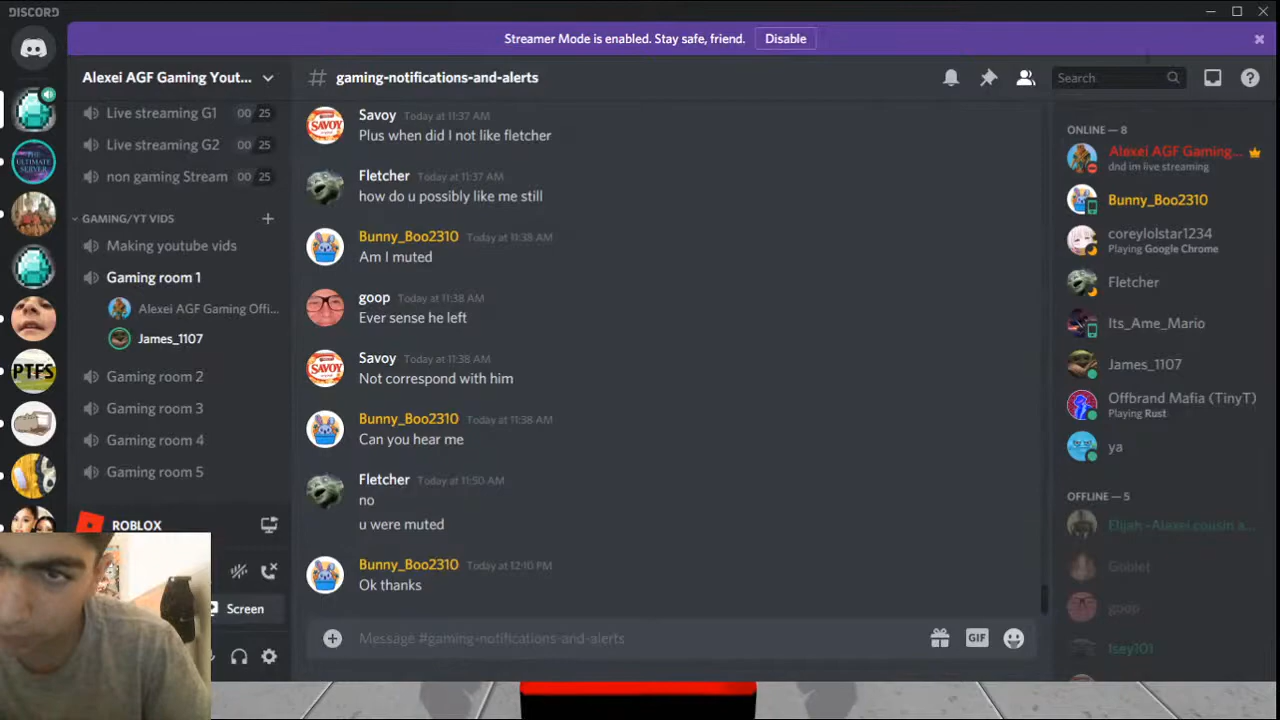 DISCORD
Streamer Mode is enabled. Stay safe, friend.
Disable
Alexei AGF Gaming Yout...
gaming-notifications-and-alerts
Search
Live streaming G1 00 25
Live streaming G2 00 25
non gaming Stream 00 25
GAMING/YT VIDS
Making youtube vids
Gaming room 1
Alexei AGF Gaming Offi...
James_1107
Gaming room 2
Gaming room 3
Gaming room 4
Gaming room 5
ROBLOX
Screen
THE ULTIMATE SERVER
PTFS
SAVOY
Savoy Today at 11:37 AM
Plus when did I not like fletcher
Fletcher Today at 11:37 AM
how do u possibly like me still
Bunny_Boo2310 Today at 11:38 AM
Am I muted
goop Today at 11:38 AM
Ever sense he left
SAVOY
Savoy Today at 11:38 AM
Not correspond with him
Bunny_Boo2310 Today at 11:38 AM
Can you hear me
Fletcher Today at 11:50 AM
no
u were muted
Bunny_Boo2310 Today at 12:10 PM
Ok thanks
Message #gaming-notifications-and-alerts
GIF
ONLINE — 8
Alexei AGF Gaming...
dnd im live streaming
Bunny_Boo2310
coreylolstar1234
Playing Google Chrome
Fletcher
Its_Ame_Mario
James_1107
Offbrand Mafia (TinyT)
Playing Rust
ya
OFFLINE — 5
Elijah -Alexei cousin a...
Goblet
goop
Isey101